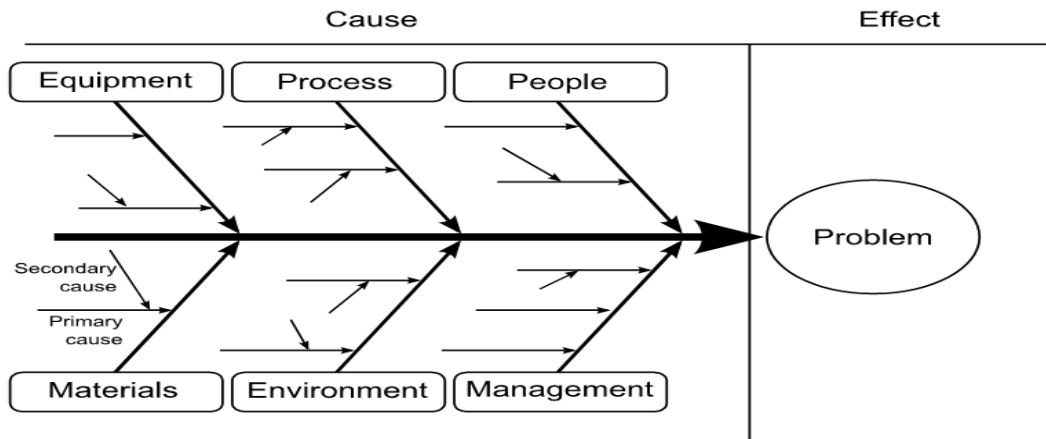 Cause
Effect
Equipment
Process
People
Problem
Secondary
cause
Primary
cause
Materials
Environment
Management